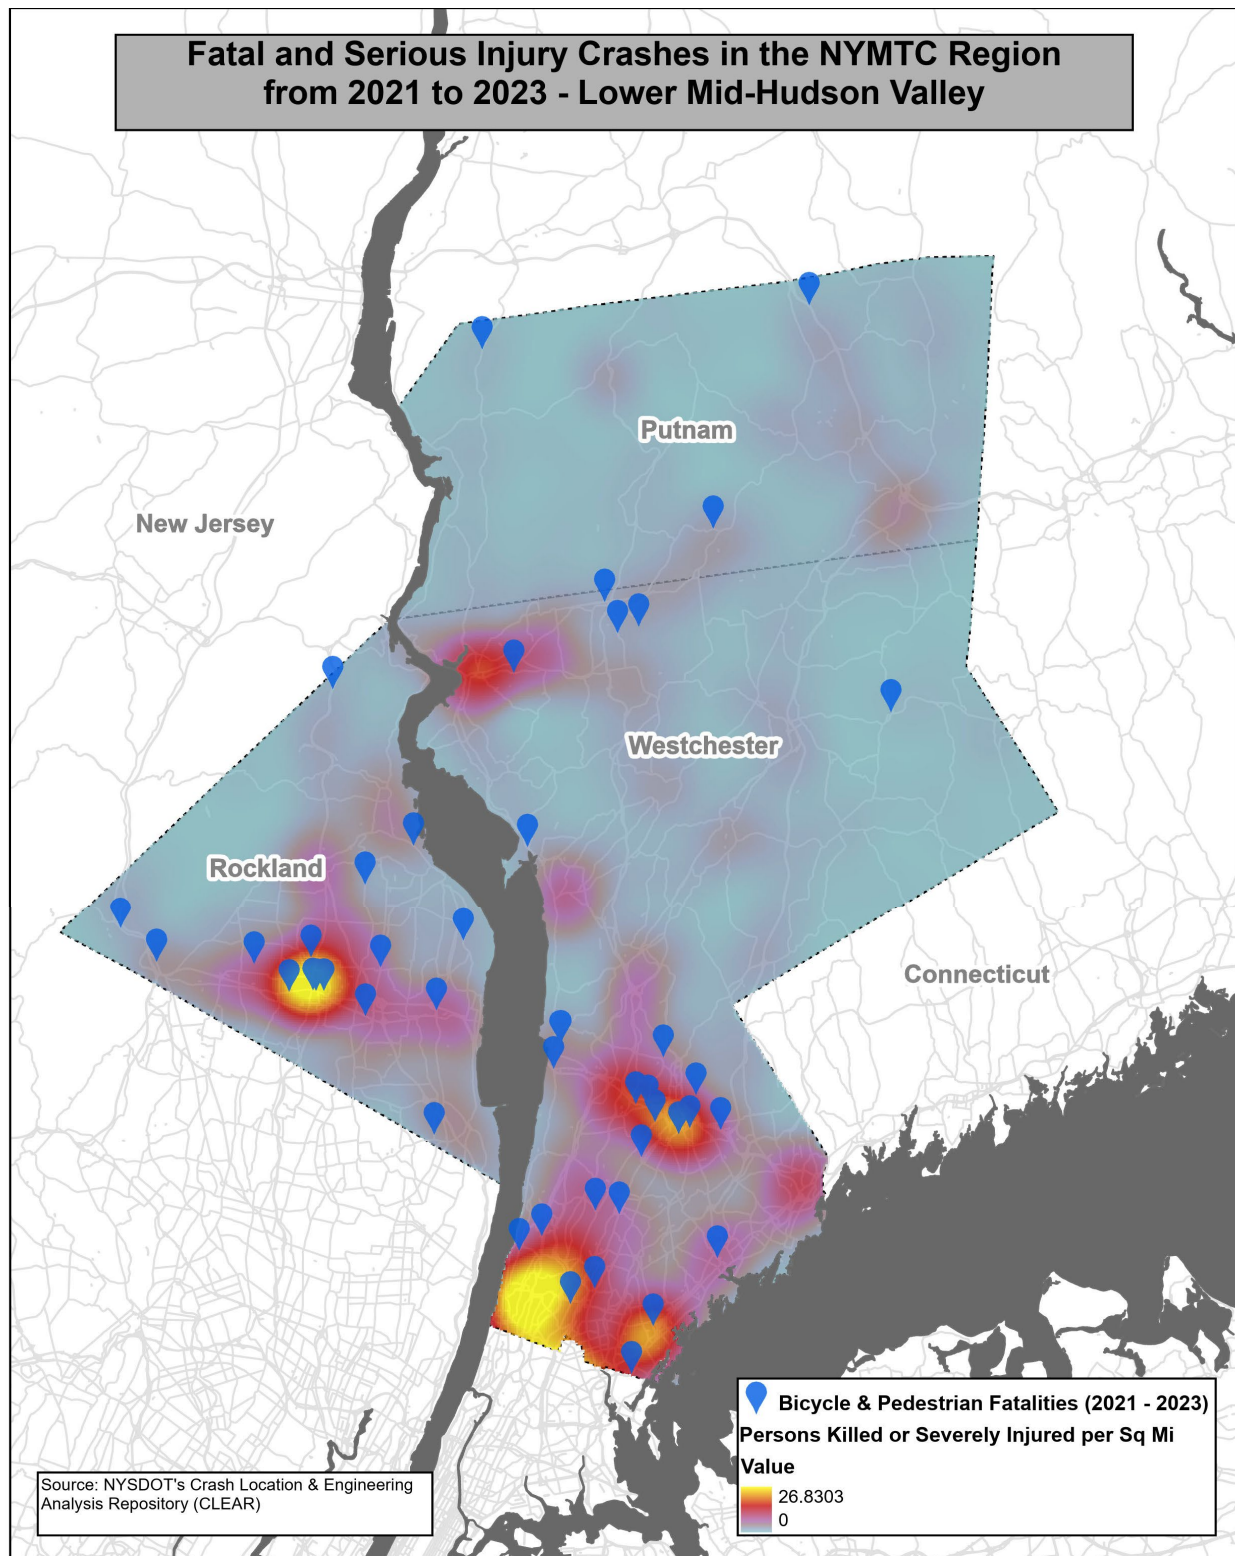 Fatal and Serious Injury Crashes in the NYMTC Region
from 2021 to 2023 - Lower Mid-Hudson Valley
Putnam
New Jersey
Westchester
Rockland
Connecticut
Bicycle & Pedestrian Fatalities (2021 - 2023)
Persons Killed or Severely Injured per Sq Mi
Value
26.8303
0
Source: NYSDOT's Crash Location & Engineering
Analysis Repository (CLEAR)